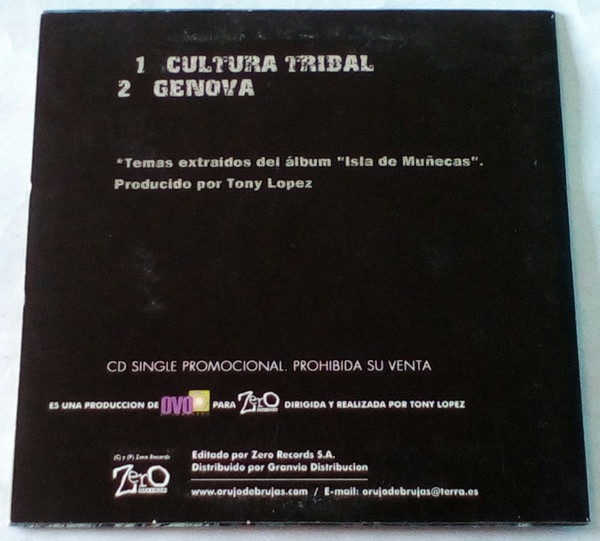 1 CULTURA TRIBAL
2 GENOVA
*Temas extraidos del álbum "Isla de Muñecas".
Producido por Tony Lopez
CD SINGLE PROMOCIONAL. PROHIBIDA SU VENTA
ES UNA PRODUCCION DE OVO PARA ZerO DIRIGIDA Y REALIZADA POR TONY LOPEZ
(C) y (P) Zero Records
ZerO
Editado por Zero Records S.A.
Distribuido por Granvia Distribucion
www.orujodebrujas.com / E-mail: orujodebrujas@terra.es